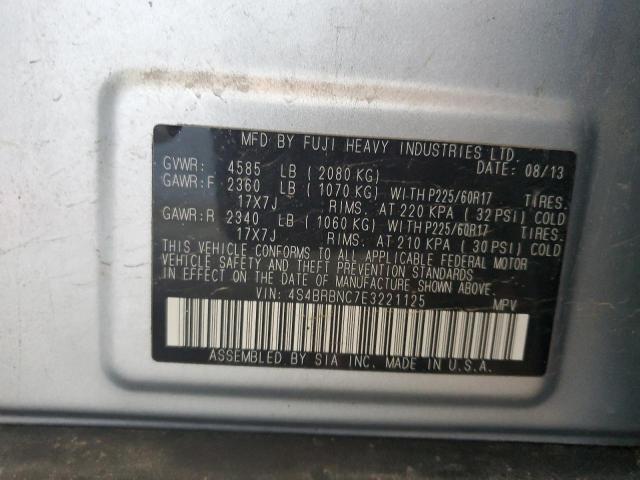 MFD BY FUJI HEAVY INDUSTRIES LTD.
GVWR: 4585 LB ( 2080 KG) DATE: 08/13
GAWR:F 2360 LB ( 1070 KG) WITHP225/60R17 TIRES.
17X7J RIMS. AT 220 KPA ( 32 PSI) COLD
GAWR:R 2340 LB ( 1060 KG) WITHP225/60R17 TIRES.
17X7J RIMS. AT 210 KPA ( 30 PSI) COLD
THIS VEHICLE CONFORMS TO ALL APPLICABLE FEDERAL MOTOR
VEHICLE SAFETY AND THEFT PREVENTION STANDARDS
IN EFFECT ON THE DATE OF MANUFACTURE SHOWN ABOVE.
VIN: 4S4BRBNC7E3221125 MPV
ASSEMBLED BY SIA INC. MADE IN U.S.A.